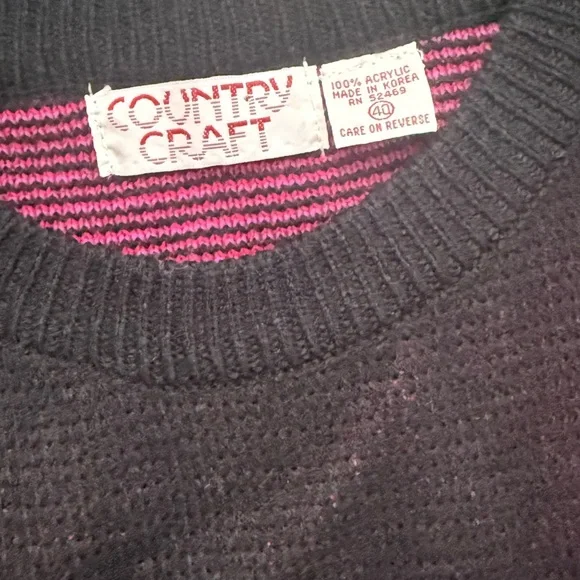 COUNTRY
CRAFT
100% ACRYLIC
MADE IN KOREA
RN 52469
40
CARE ON REVERSE